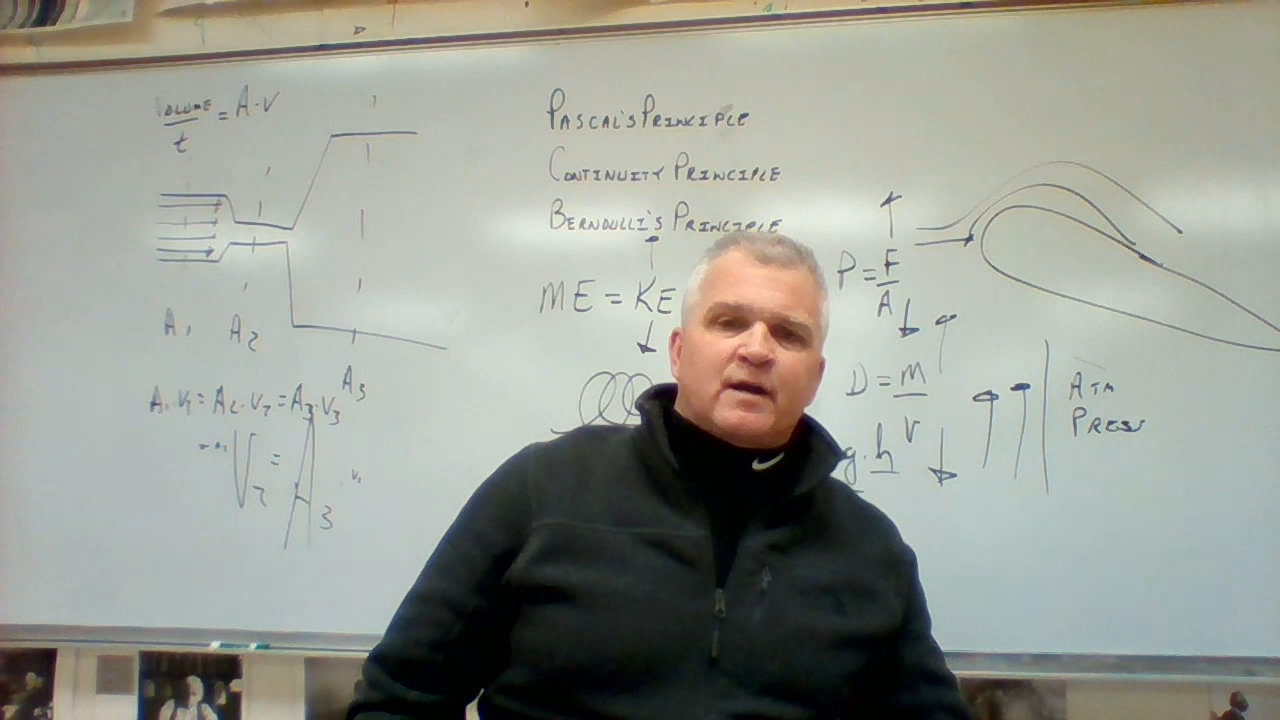 VOLUME
t
= A·V
A1
A2
A3
A1·V1 = A2·V2 = A3·V3
V2 =
3
PASCAL'S PRINCIPLE
CONTINUITY PRINCIPLE
BERNOULLI'S PRINCIPLE
ME = KE
P = F
A
D = M
V
g·h
ATM
PRESS